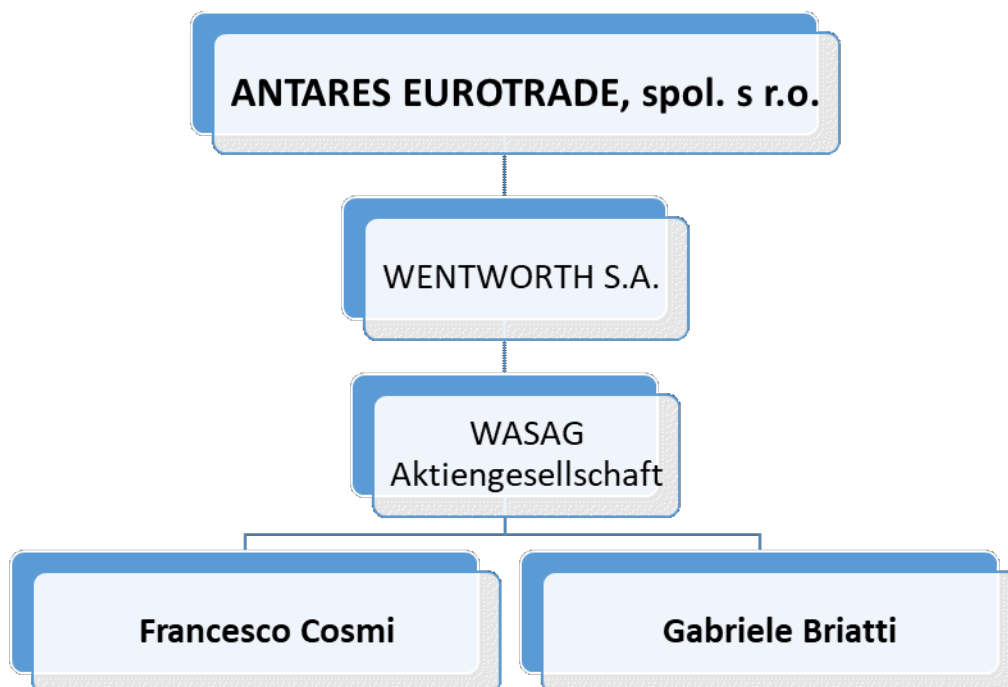 ANTARES EUROTRADE, spol. s r.o.
WENTWORTH S.A.
WASAG
Aktiengesellschaft
Francesco Cosmi
Gabriele Briatti